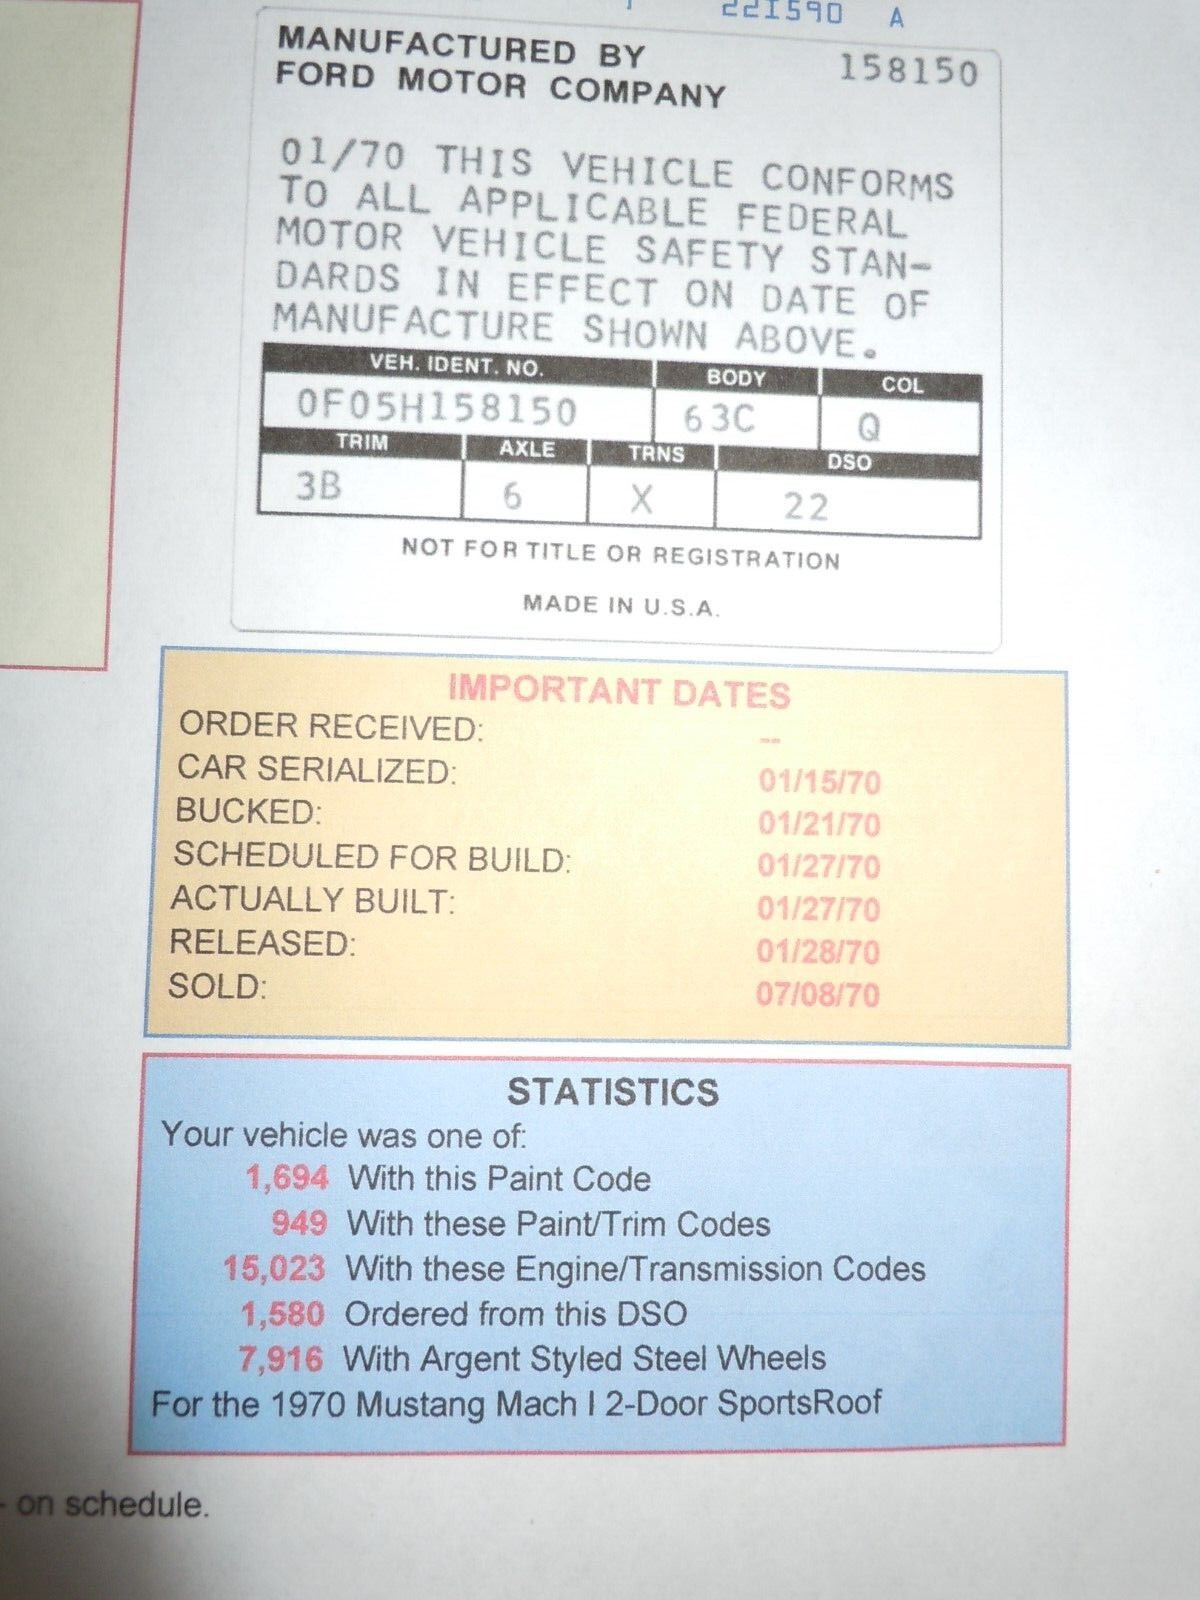 221590 A
MANUFACTURED BY 158150
FORD MOTOR COMPANY
01/70 THIS VEHICLE CONFORMS
TO ALL APPLICABLE FEDERAL
MOTOR VEHICLE SAFETY STAN-
DARDS IN EFFECT ON DATE OF
MANUFACTURE SHOWN ABOVE.
VEH. IDENT. NO. BODY COL
0F05H158150 63C Q
TRIM AXLE TRNS DSO
3B 6 X 22
NOT FOR TITLE OR REGISTRATION
MADE IN U.S.A.
IMPORTANT DATES
ORDER RECEIVED: --
CAR SERIALIZED: 01/15/70
BUCKED: 01/21/70
SCHEDULED FOR BUILD: 01/27/70
ACTUALLY BUILT: 01/27/70
RELEASED: 01/28/70
SOLD: 07/08/70
STATISTICS
Your vehicle was one of:
1,694 With this Paint Code
949 With these Paint/Trim Codes
15,023 With these Engine/Transmission Codes
1,580 Ordered from this DSO
7,916 With Argent Styled Steel Wheels
For the 1970 Mustang Mach I 2-Door SportsRoof
- on schedule.